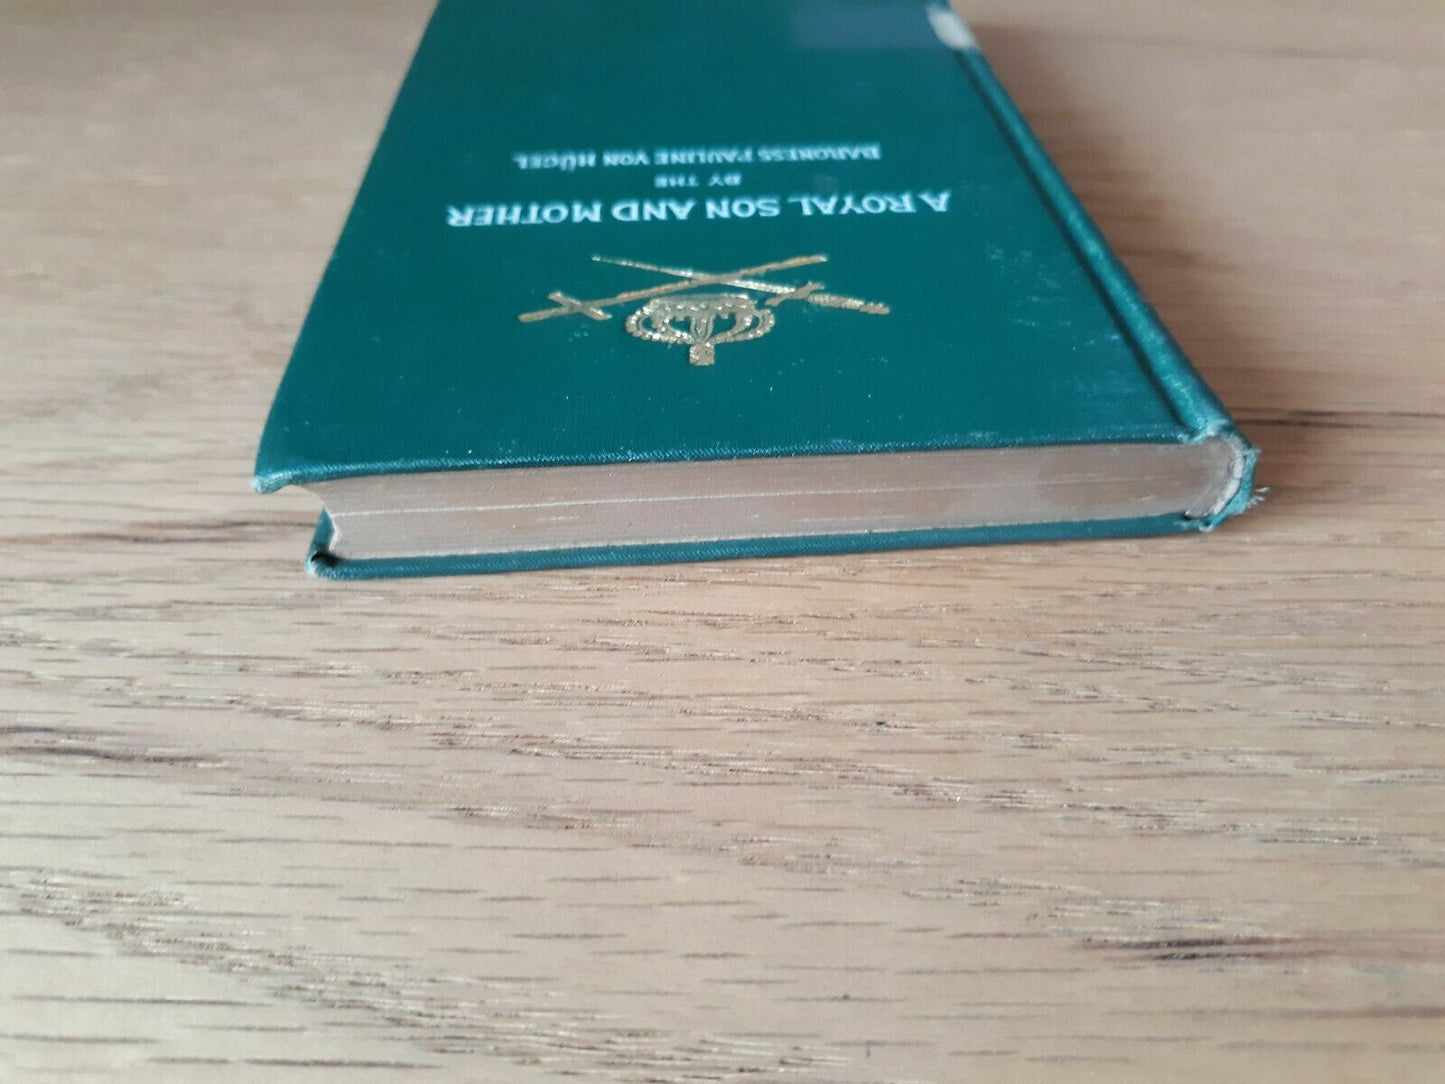 A ROYAL SON AND MOTHER
BY THE
BARONESS PAULINE VON HÜGEL